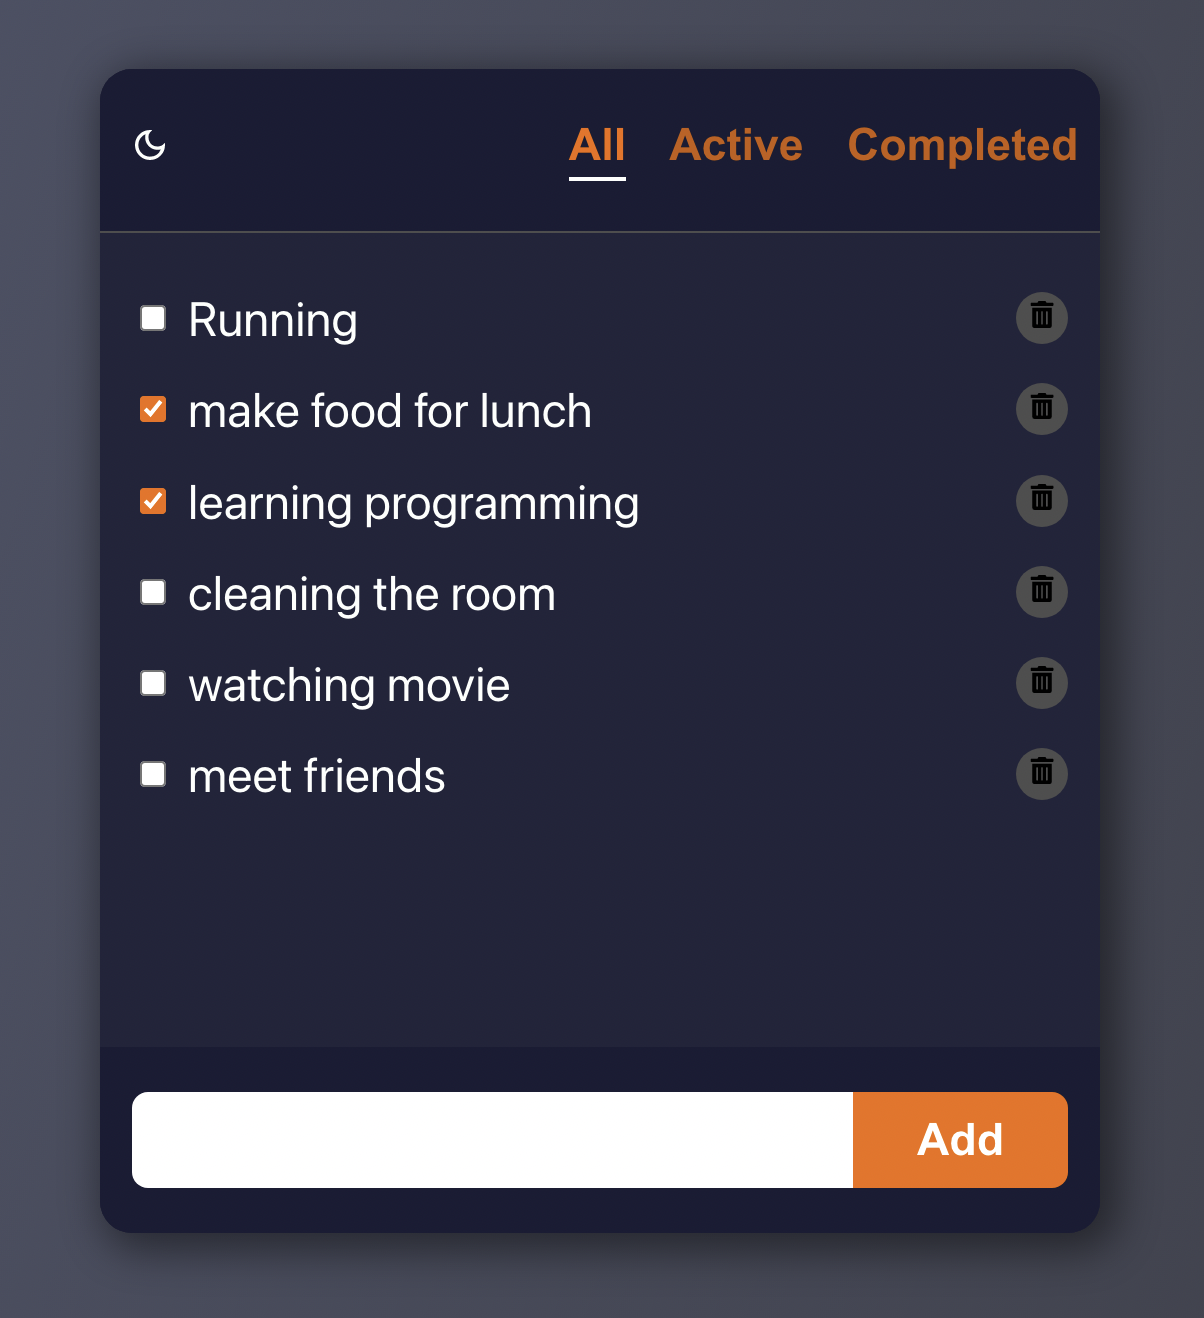 All Active Completed
Running
make food for lunch
learning programming
cleaning the room
watching movie
meet friends
Add